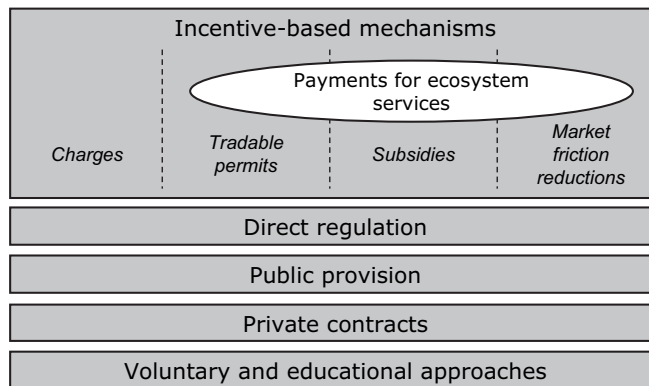 Incentive-based mechanisms
Payments for ecosystem
services
Charges
Tradable
permits
Subsidies
Market
friction
reductions
Direct regulation
Public provision
Private contracts
Voluntary and educational approaches